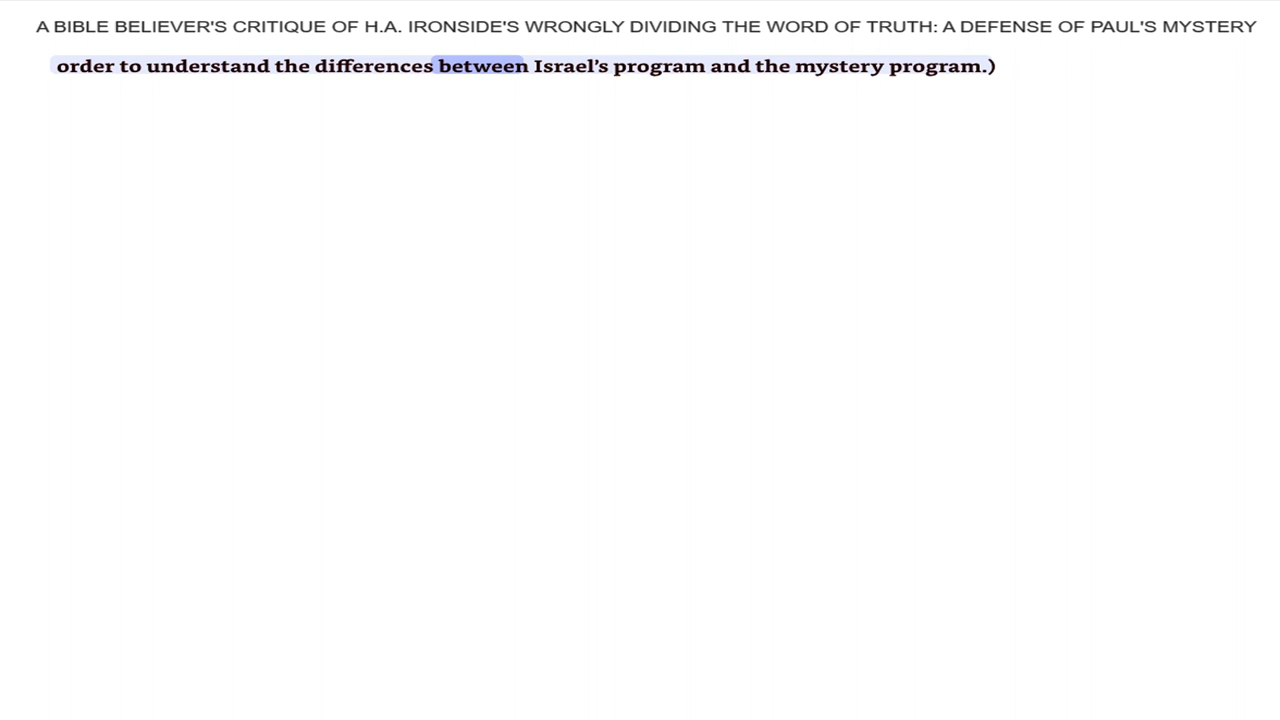 A BIBLE BELIEVER'S CRITIQUE OF H.A. IRONSIDE'S WRONGLY DIVIDING THE WORD OF TRUTH: A DEFENSE OF PAUL'S MYSTERY
order to understand the differences between Israel’s program and the mystery program.)